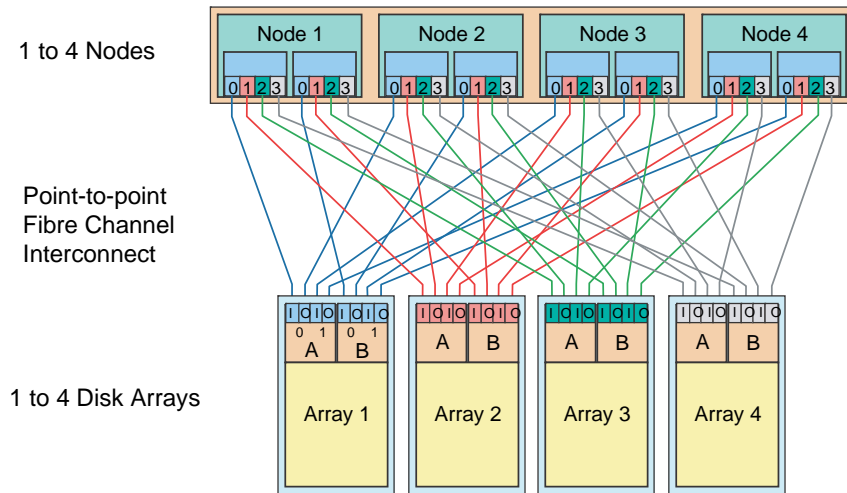 Node 1 Node 2 Node 3 Node 4
1 to 4 Nodes
0 1 2 3 0 1 2 3 0 1 2 3 0 1 2 3 0 1 2 3 0 1 2 3 0 1 2 3 0 1 2 3
Point-to-point
Fibre Channel
Interconnect
I O I O I O I O I O I O I O I O I O I O I O I O I O I O I O I O
0 1 0 1
A B A B A B A B
1 to 4 Disk Arrays
Array 1 Array 2 Array 3 Array 4